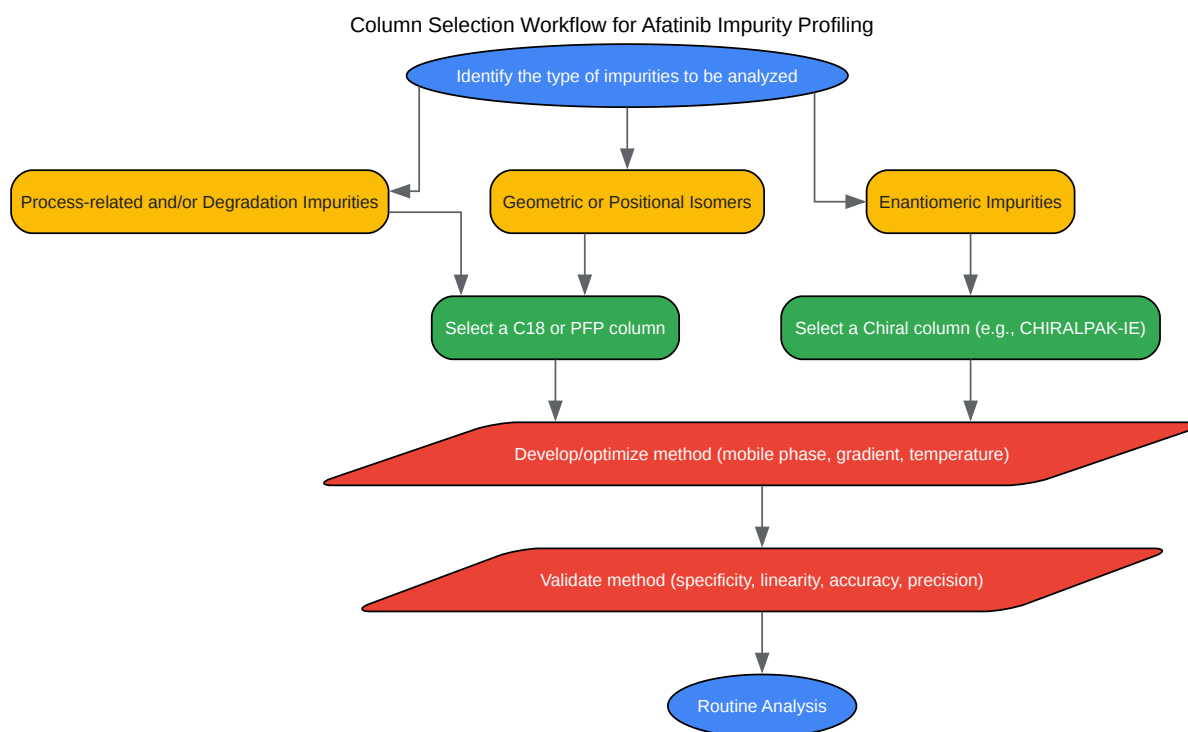 Column Selection Workflow for Afatinib Impurity Profiling
Identify the type of impurities to be analyzed
Process-related and/or Degradation Impurities
Geometric or Positional Isomers
Enantiomeric Impurities
Select a C18 or PFP column
Select a Chiral column (e.g., CHIRALPAK-IE)
Develop/optimize method (mobile phase, gradient, temperature)
Validate method (specificity, linearity, accuracy, precision)
Routine Analysis